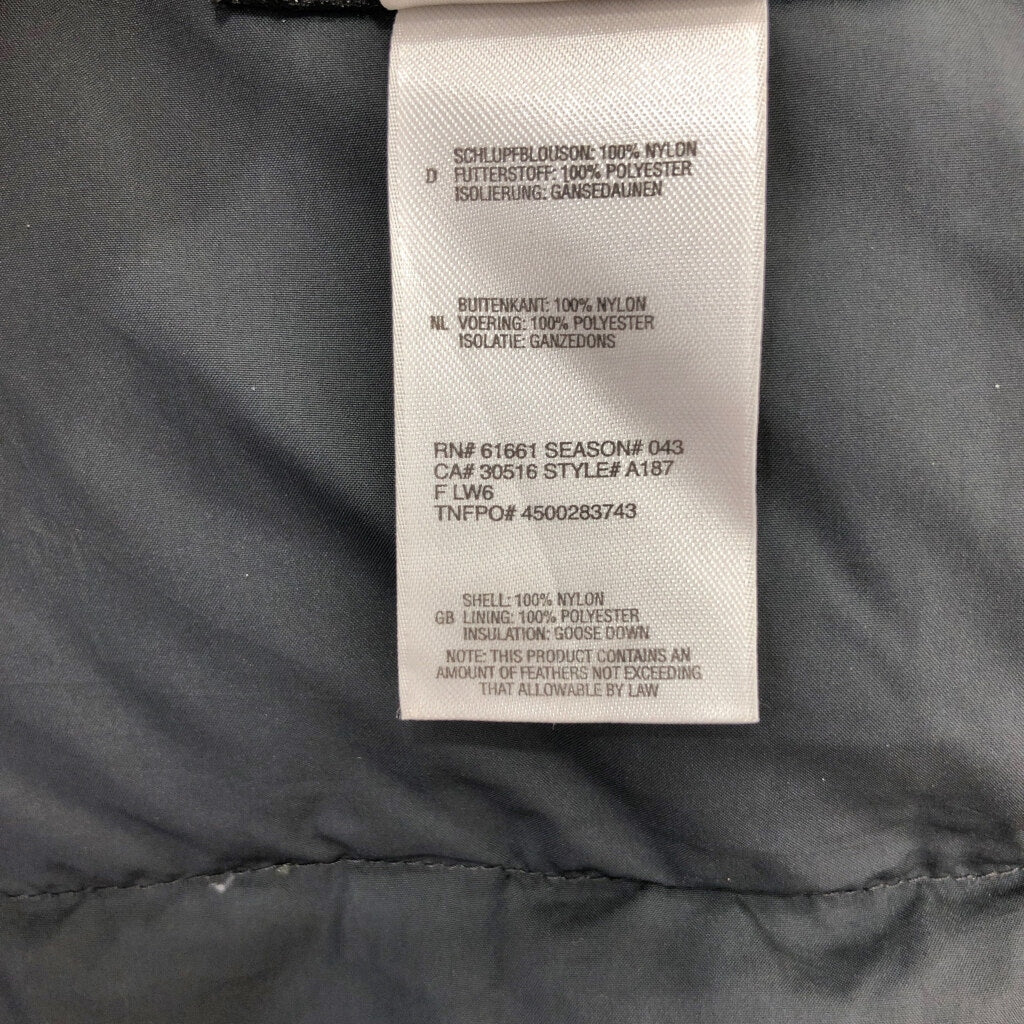 SCHLUPFBLOUSON: 100% NYLON
D FUTTERSTOFF: 100% POLYESTER
ISOLIERUNG: GÄNSEDAUNEN
BUITENKANT: 100% NYLON
NL VOERING: 100% POLYESTER
ISOLATIE: GANZEDONS
RN# 61661 SEASON# 043
CA# 30516 STYLE# A187
F LW6
TNFPO# 4500283743
SHELL: 100% NYLON
GB LINING: 100% POLYESTER
INSULATION: GOOSE DOWN
NOTE: THIS PRODUCT CONTAINS AN
AMOUNT OF FEATHERS NOT EXCEEDING
THAT ALLOWABLE BY LAW